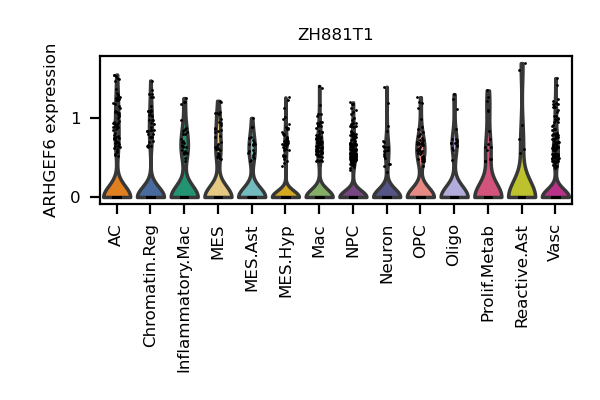 ZH881T1
ARHGEF6 expression
1
0
AC
Chromatin.Reg
Inflammatory.Mac
MES
MES.Ast
MES.Hyp
Mac
NPC
Neuron
OPC
Oligo
Prolif.Metab
Reactive.Ast
Vasc